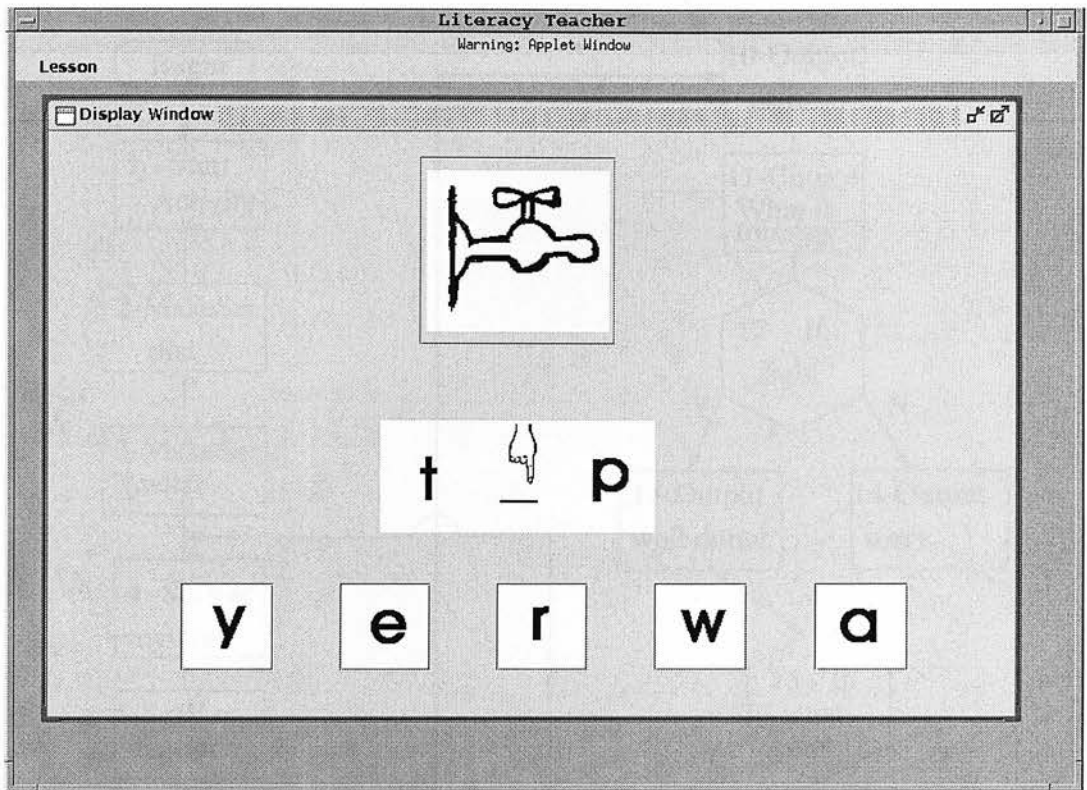 Literacy Teacher
Warning: Applet Window
Lesson
Display Window
t _ p
y e r w a